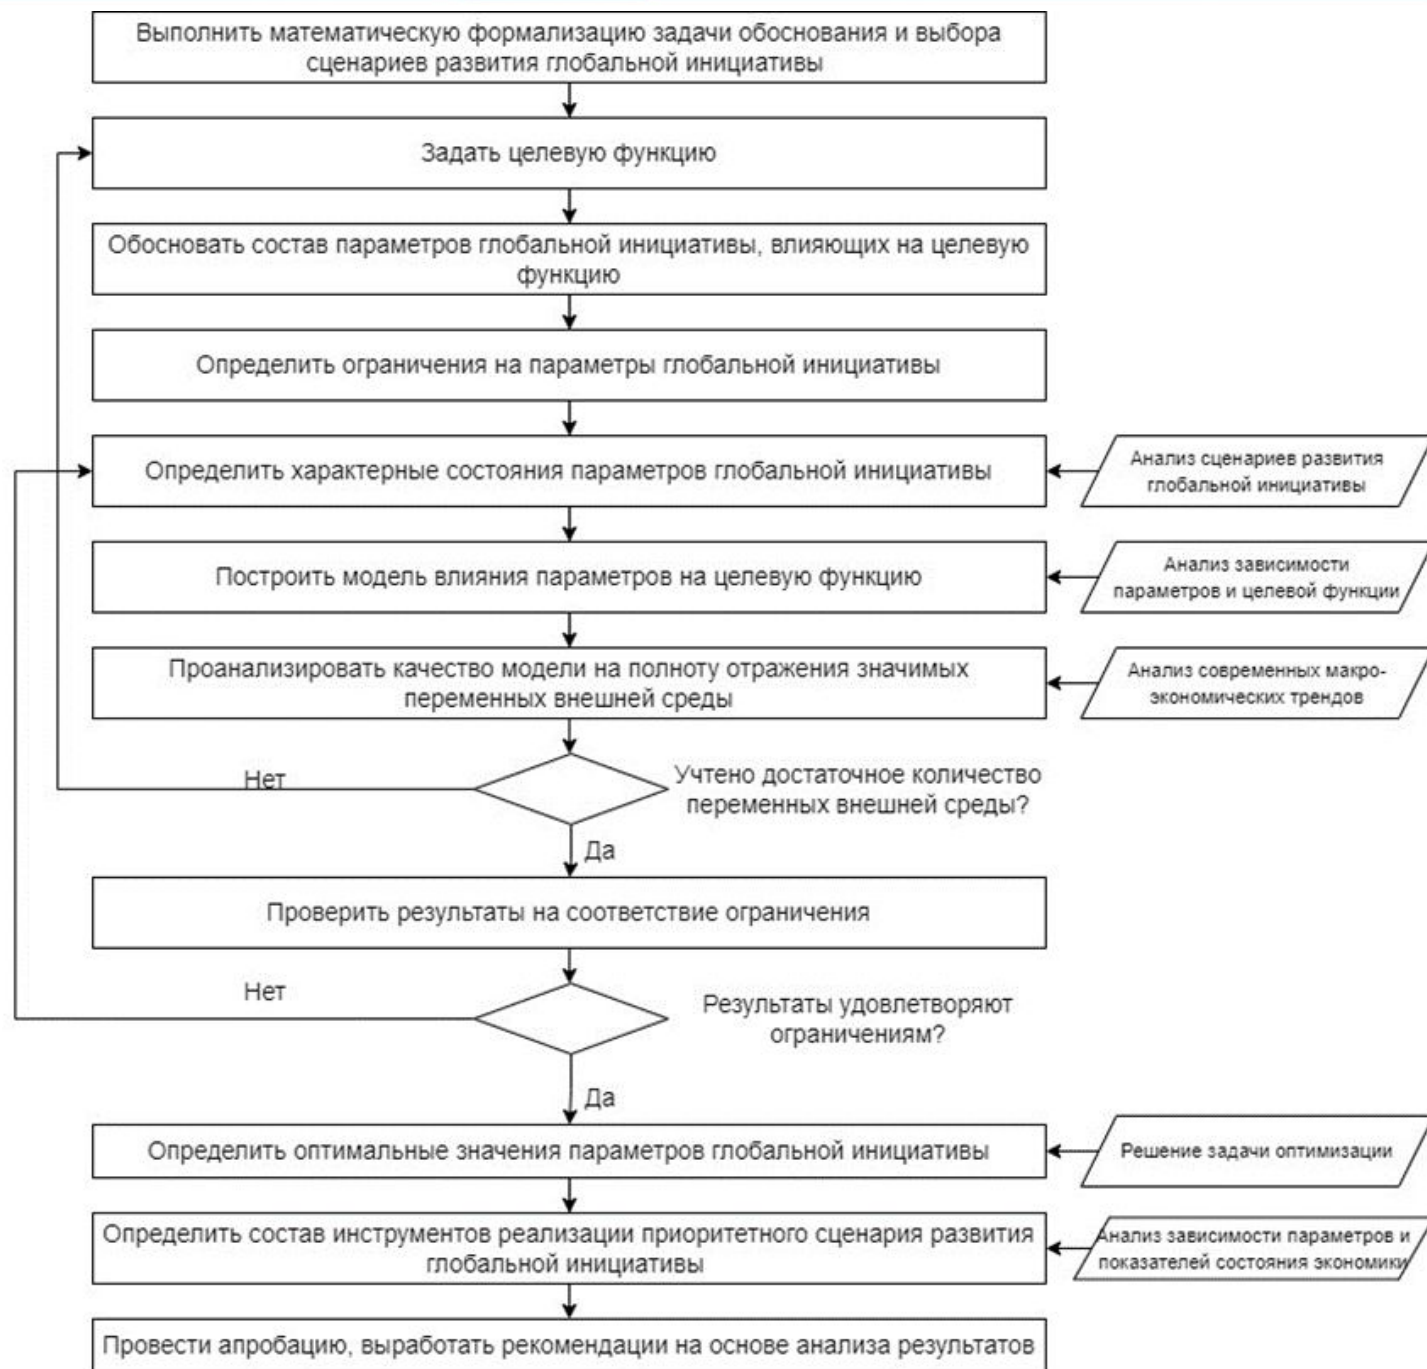 Выполнить математическую формализацию задачи обоснования и выбора
сценариев развития глобальной инициативы
Задать целевую функцию
Обосновать состав параметров глобальной инициативы, влияющих на целевую
функцию
Определить ограничения на параметры глобальной инициативы
Определить характерные состояния параметров глобальной инициативы
Анализ сценариев развития
глобальной инициативы
Построить модель влияния параметров на целевую функцию
Анализ зависимости
параметров и целевой функции
Проанализировать качество модели на полноту отражения значимых
переменных внешней среды
Анализ современных макро-
экономических трендов
Нет
Учтено достаточное количество
переменных внешней среды?
Да
Проверить результаты на соответствие ограничения
Нет
Результаты удовлетворяют
ограничениям?
Да
Определить оптимальные значения параметров глобальной инициативы
Решение задачи оптимизации
Определить состав инструментов реализации приоритетного сценария развития
глобальной инициативы
Анализ зависимости параметров и
показателей состояния экономики
Провести апробацию, выработать рекомендации на основе анализа результатов